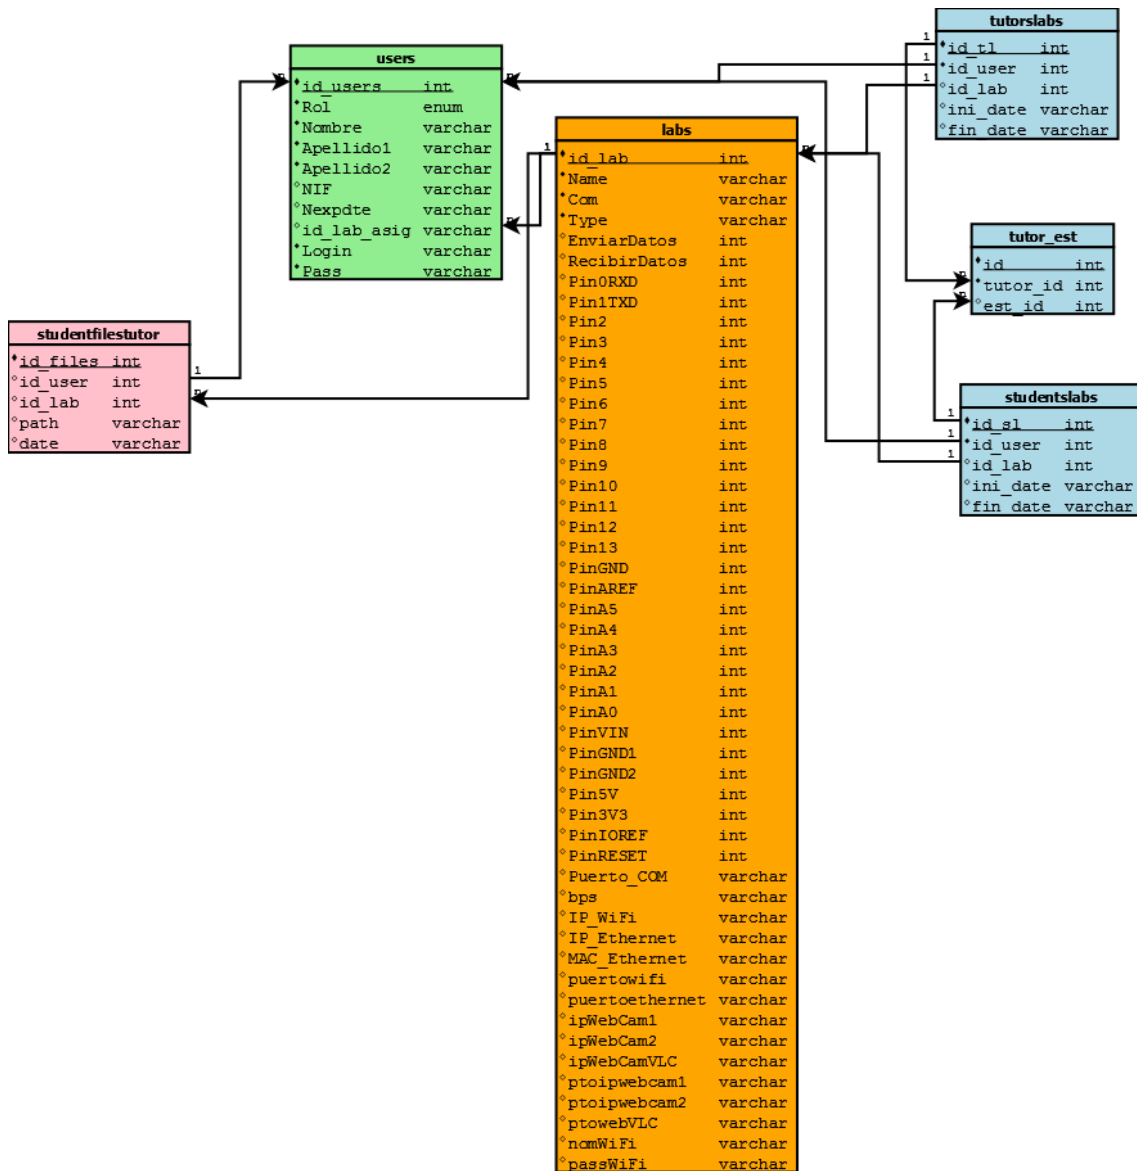 users
id_users int
Rol enum
Nombre varchar
Apellido1 varchar
Apellido2 varchar
NIF varchar
Nexpdte varchar
id_lab_asig varchar
Login varchar
Pass varchar
studentfilestutor
id_files int
id_user int
id_lab int
path varchar
date varchar
1
n
labs
id_lab int
Name varchar
Com varchar
Type varchar
EnviarDatos int
RecibirDatos int
Pin0RXD int
Pin1TXD int
Pin2 int
Pin3 int
Pin4 int
Pin5 int
Pin6 int
Pin7 int
Pin8 int
Pin9 int
Pin10 int
Pin11 int
Pin12 int
Pin13 int
PinGND int
PinAREF int
PinA5 int
PinA4 int
PinA3 int
PinA2 int
PinA1 int
PinA0 int
PinVIN int
PinGND1 int
PinGND2 int
Pin5V int
Pin3V3 int
PinIOREF int
PinRESET int
Puerto_COM varchar
bps varchar
IP_WiFi varchar
IP_Ethernet varchar
MAC_Ethernet varchar
puertowifi varchar
puertoethernet varchar
ipWebCam1 varchar
ipWebCam2 varchar
ipWebCamVLC varchar
ptoipwebcam1 varchar
ptoipwebcam2 varchar
ptowebVLC varchar
nomWiFi varchar
passWiFi varchar
1
tutorslabs
id_tl int
id_user int
id_lab int
ini_date varchar
fin_date varchar
1
1
1
tutor_est
id int
tutor_id int
est_id int
studentslabs
id_sl int
id_user int
id_lab int
ini_date varchar
fin_date varchar
1
1
1